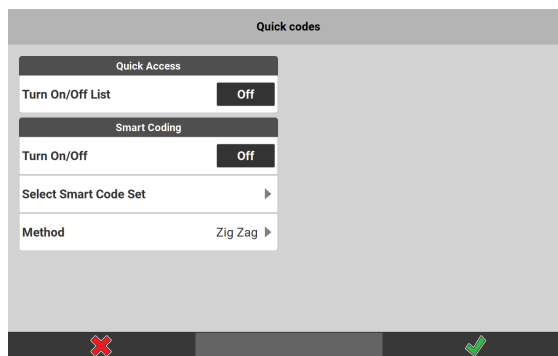 Quick codes
Quick Access
Turn On/Off List Off
Smart Coding
Turn On/Off Off
Select Smart Code Set
Method Zig Zag